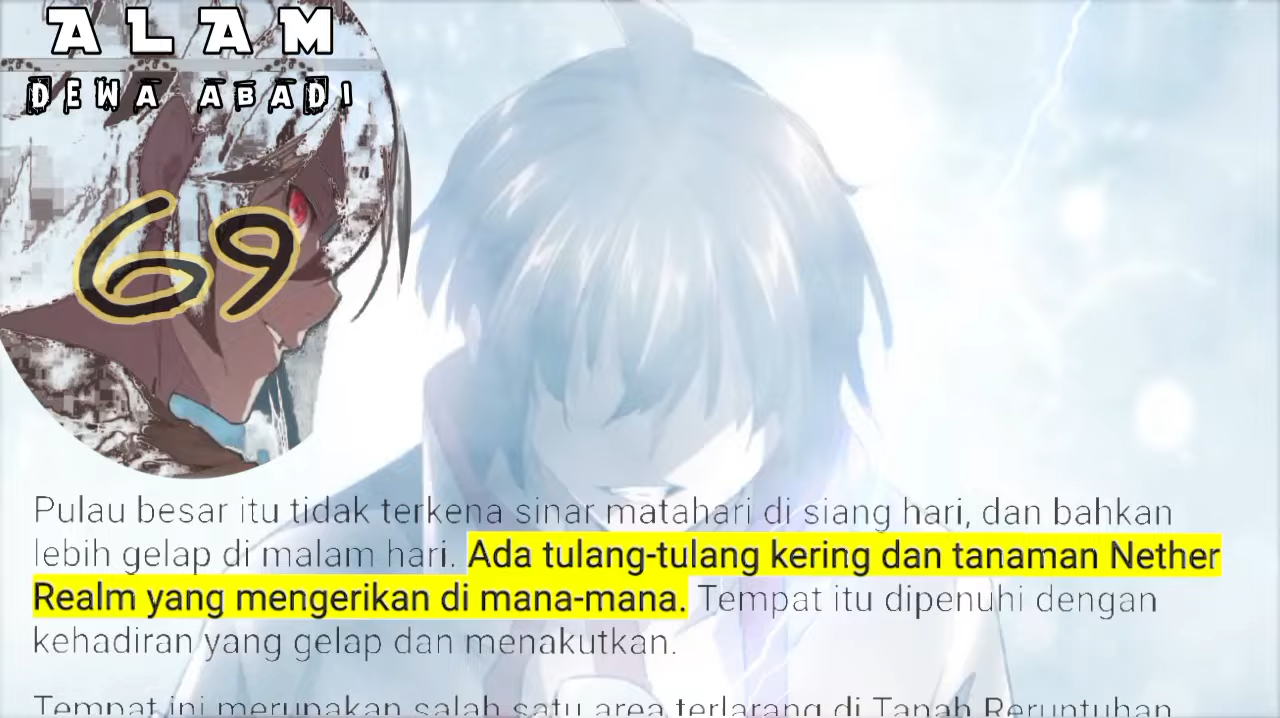 ALAM
DEWA ABADI
69
Pulau besar itu tidak terkena sinar matahari di siang hari, dan bahkan
lebih gelap di malam hari. Ada tulang-tulang kering dan tanaman Nether
Realm yang mengerikan di mana-mana. Tempat itu dipenuhi dengan
kehadiran yang gelap dan menakutkan.
Tempat ini merupakan salah satu area terlarang di Tanah Reruntuhan